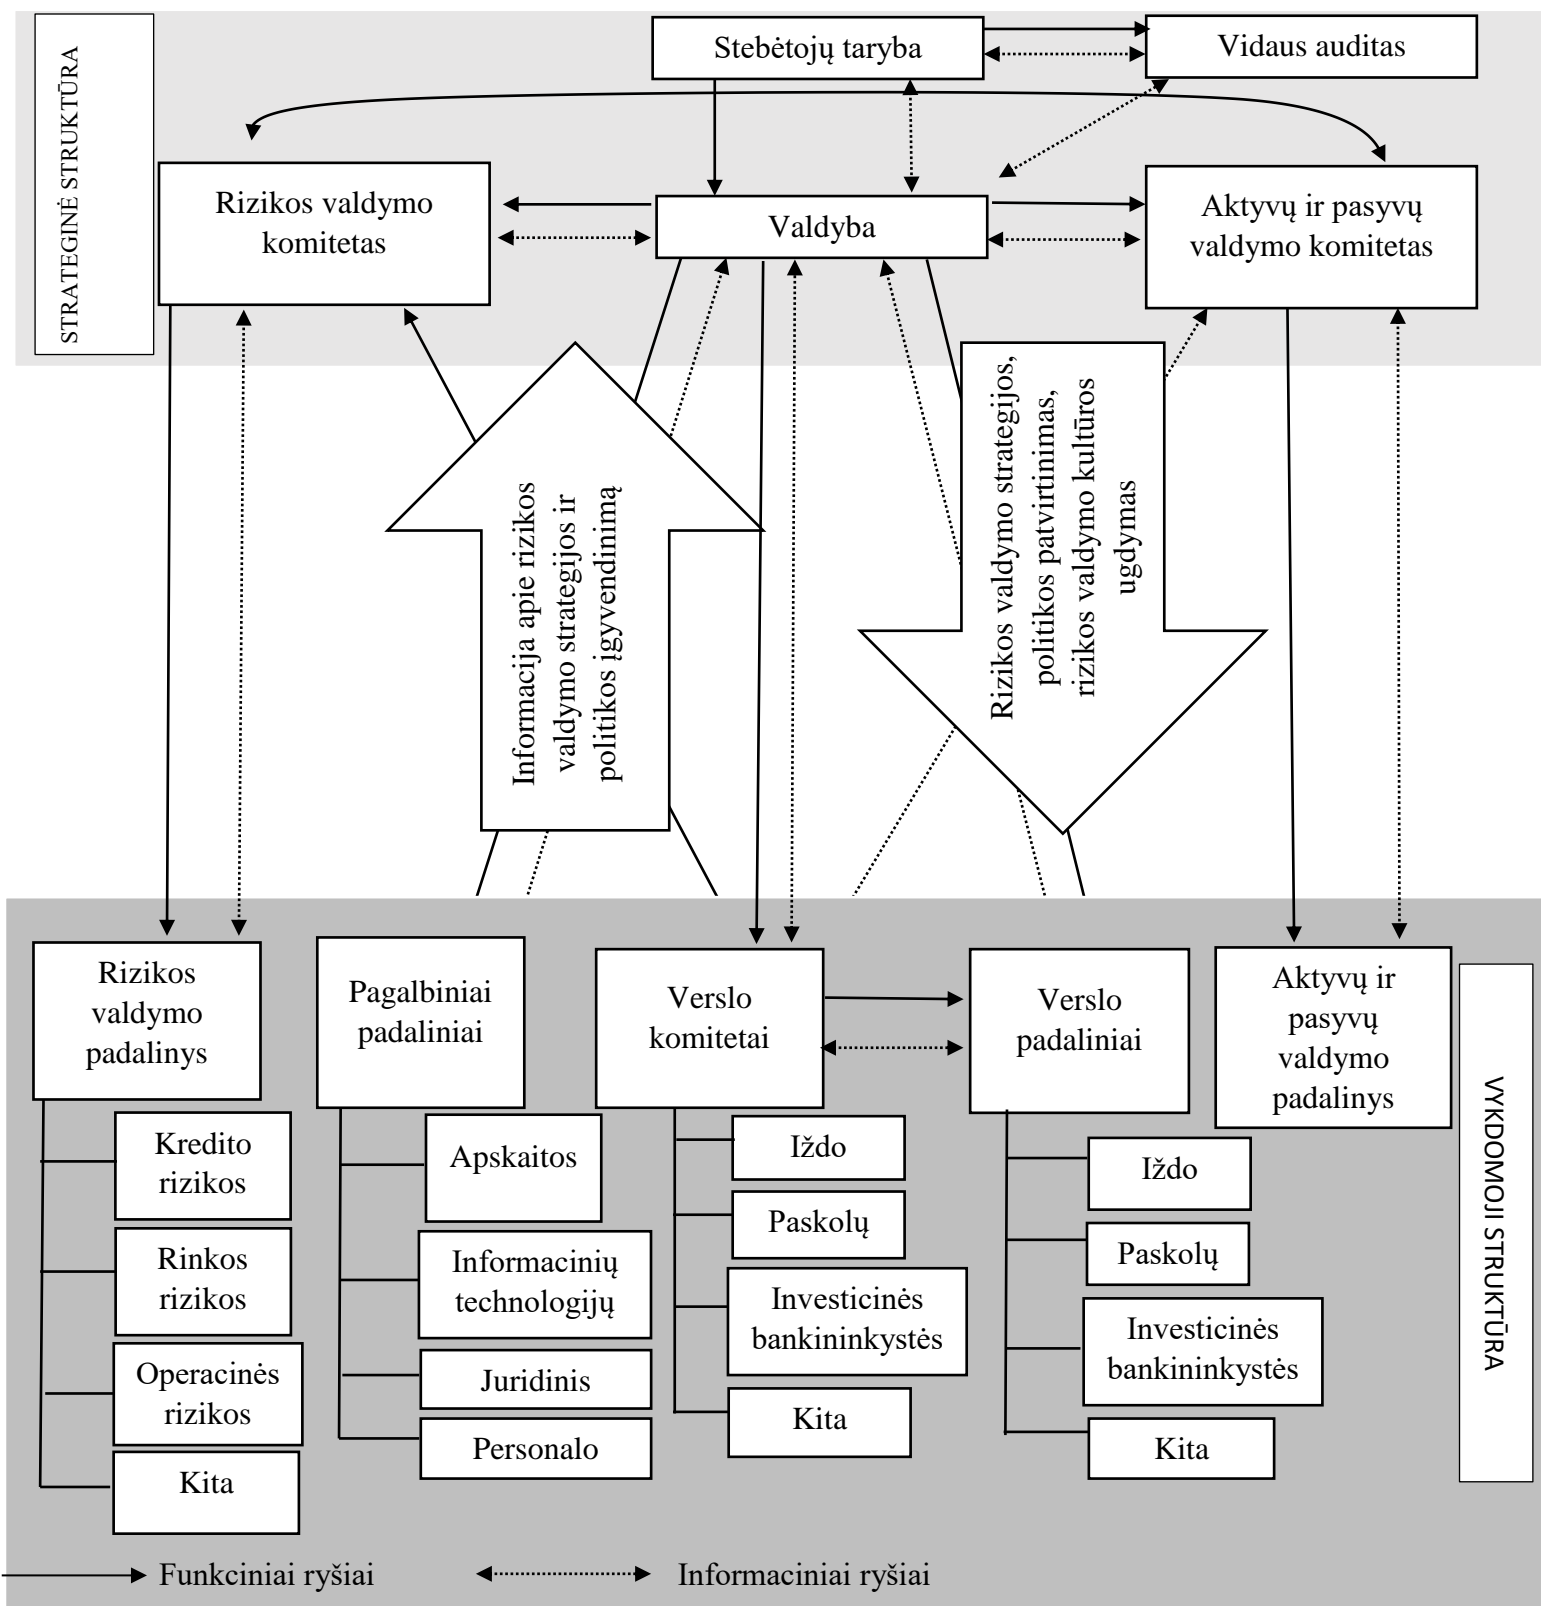 STRATEGINĖ STRUKTŪRA
Stebėtojų taryba
Vidaus auditas
Rizikos valdymo
komitetas
Valdyba
Aktyvų ir pasyvų
valdymo komitetas
Informacija apie rizikos
valdymo strategijos ir
politikos įgyvendinimą
Rizikos valdymo strategijos,
politikos patvirtinimas,
rizikos valdymo kultūros
ugdymas
Rizikos
valdymo
padalinys
Pagalbiniai
padaliniai
Verslo
komitetai
Verslo
padaliniai
Aktyvų ir
pasyvų
valdymo
padalinys
VYKDOMOJI STRUKTŪRA
Kredito
rizikos
Rinkos
rizikos
Operacinės
rizikos
Kita
Apskaitos
Informacinių
technologijų
Juridinis
Personalo
Iždo
Paskolų
Investicinės
bankininkystės
Kita
Iždo
Paskolų
Investicinės
bankininkystės
Kita
Funkciniai ryšiai
Informaciniai ryšiai